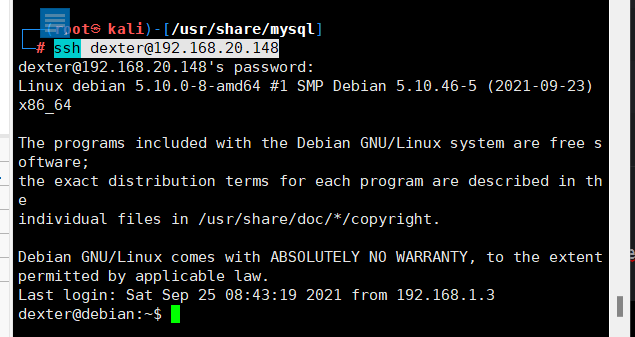 (root㉿ kali)-[/usr/share/mysql]
└─# ssh dexter@192.168.20.148
dexter@192.168.20.148's password:
Linux debian 5.10.0-8-amd64 #1 SMP Debian 5.10.46-5 (2021-09-23)
x86_64

The programs included with the Debian GNU/Linux system are free s
oftware;
the exact distribution terms for each program are described in th
e
individual files in /usr/share/doc/*/copyright.

Debian GNU/Linux comes with ABSOLUTELY NO WARRANTY, to the extent
permitted by applicable law.
Last login: Sat Sep 25 08:43:19 2021 from 192.168.1.3
dexter@debian:~$